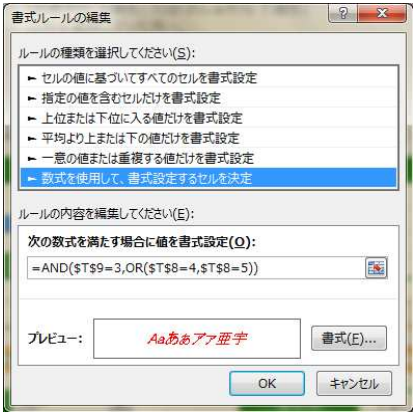 書式ルールの編集
ルールの種類を選択してください(S):
► セルの値に基づいてすべてのセルを書式設定
► 指定の値を含むセルだけを書式設定
► 上位または下位に入る値だけを書式設定
► 平均より上または下の値だけを書式設定
► 一意の値または重複する値だけを書式設定
► 数式を使用して、書式設定するセルを決定
ルールの内容を編集してください(E):
次の数式を満たす場合に値を書式設定(O):
=AND($T$9=3,OR($T$8=4,$T$8=5))
プレビュー: Aaあぁアァ亜宇 書式(F)...
OK キャンセル